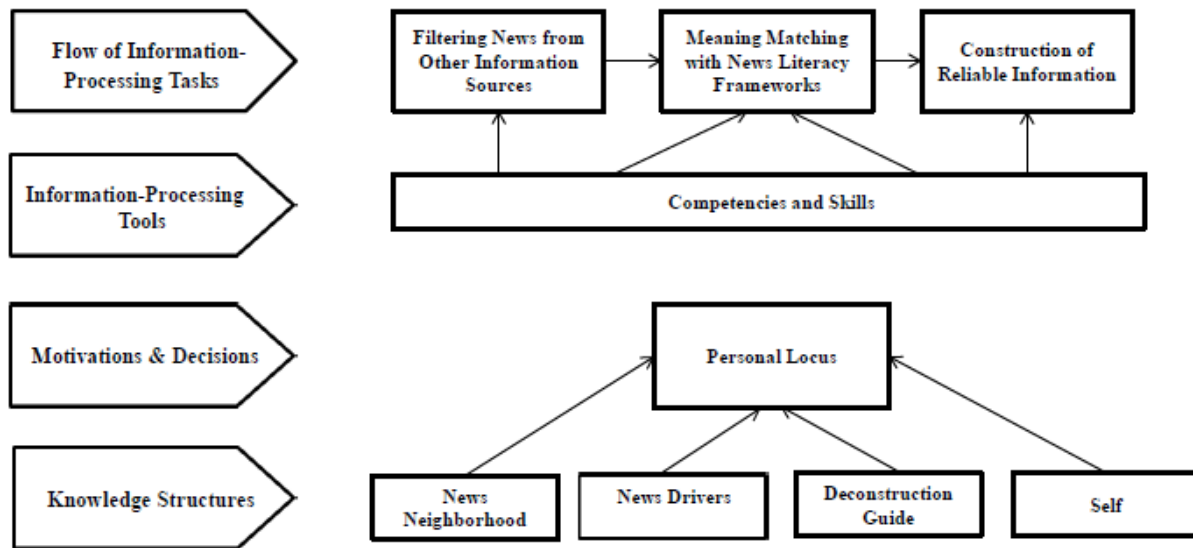 Flow of Information-
Processing Tasks
Filtering News from
Other Information
Sources
Meaning Matching
with News Literacy
Frameworks
Construction of
Reliable Information
Information-Processing
Tools
Competencies and Skills
Motivations & Decisions
Personal Locus
Knowledge Structures
News
Neighborhood
News Drivers
Deconstruction
Guide
Self